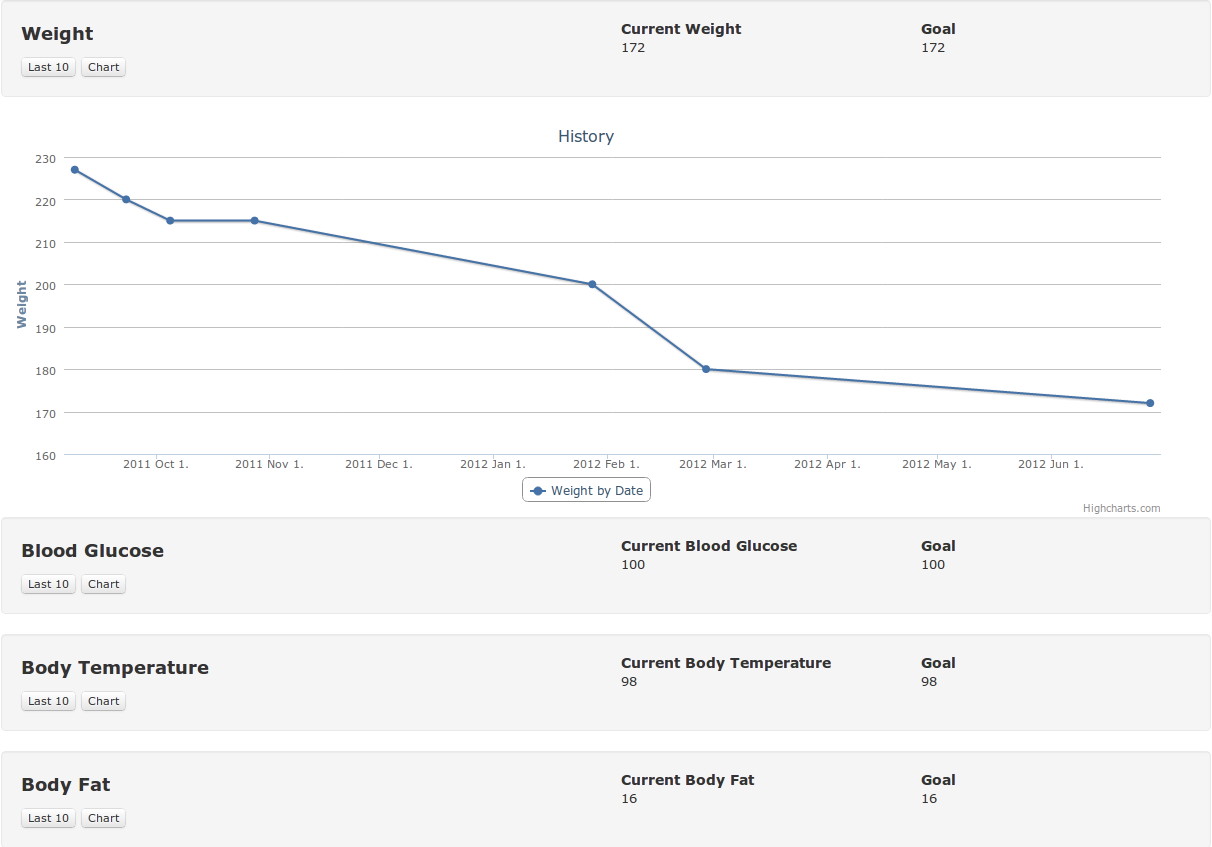 Weight
Current Weight
Goal
172
172
Last 10
Chart
History
230
220
210
200
190
180
170
160
Weight
2011 Oct 1.
2011 Nov 1.
2011 Dec 1.
2012 Jan 1.
2012 Feb 1.
2012 Mar 1.
2012 Apr 1.
2012 May 1.
2012 Jun 1.
Weight by Date
Highcharts.com
Blood Glucose
Current Blood Glucose
Goal
100
100
Last 10
Chart
Body Temperature
Current Body Temperature
Goal
98
98
Last 10
Chart
Body Fat
Current Body Fat
Goal
16
16
Last 10
Chart